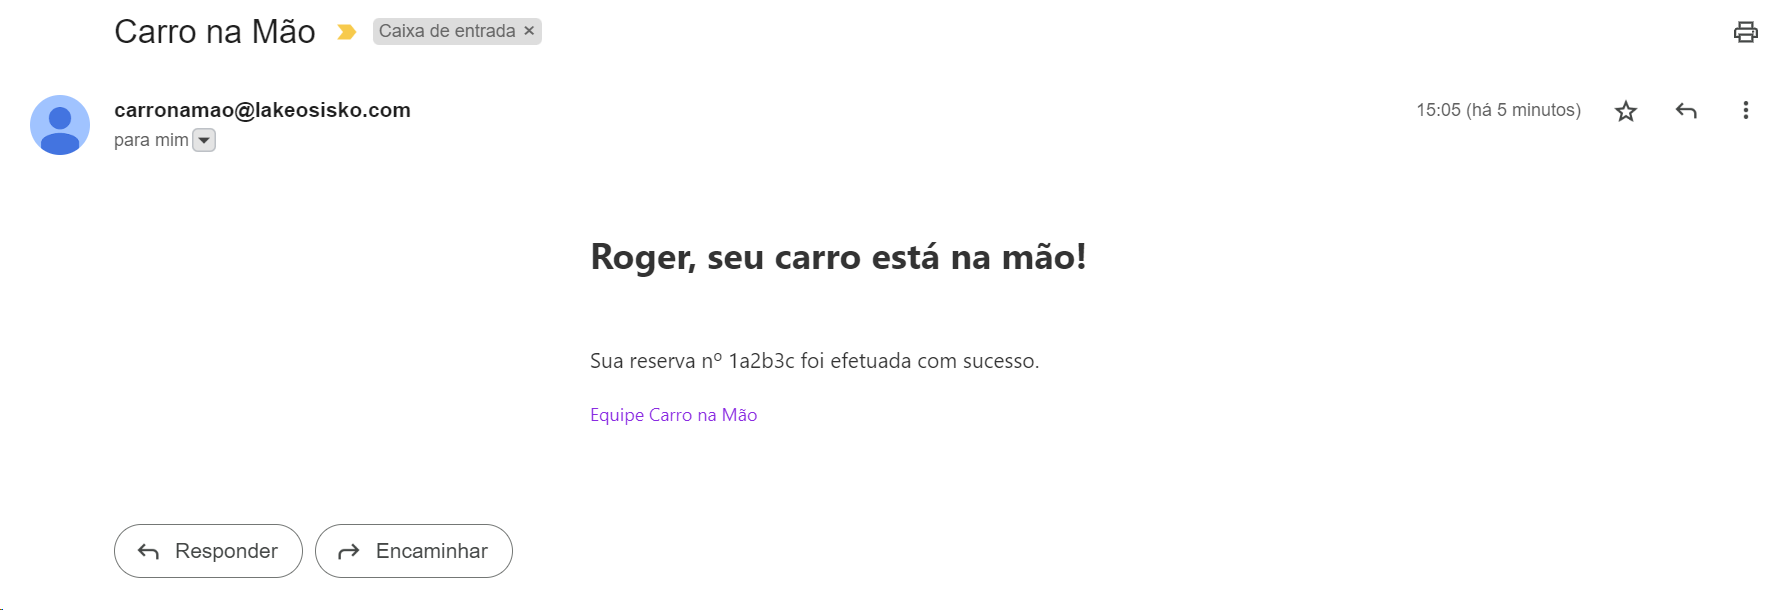 Carro na Mão
Caixa de entrada ×
carronamao@lakeosisko.com
15:05 (há 5 minutos)
para mim
Roger, seu carro está na mão!
Sua reserva nº 1a2b3c foi efetuada com sucesso.
Equipe Carro na Mão
Responder
Encaminhar